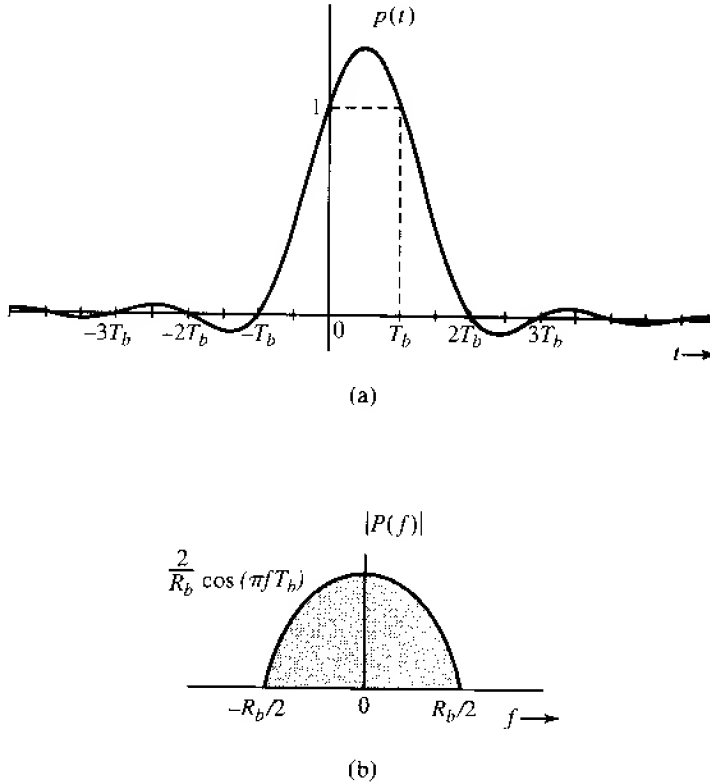 p(t)
1
−3T_b −2T_b −T_b 0 T_b 2T_b 3T_b
t→
(a)
|P(f)|
2/R_b cos (πfT_b)
−R_b/2 0 R_b/2 f→
(b)